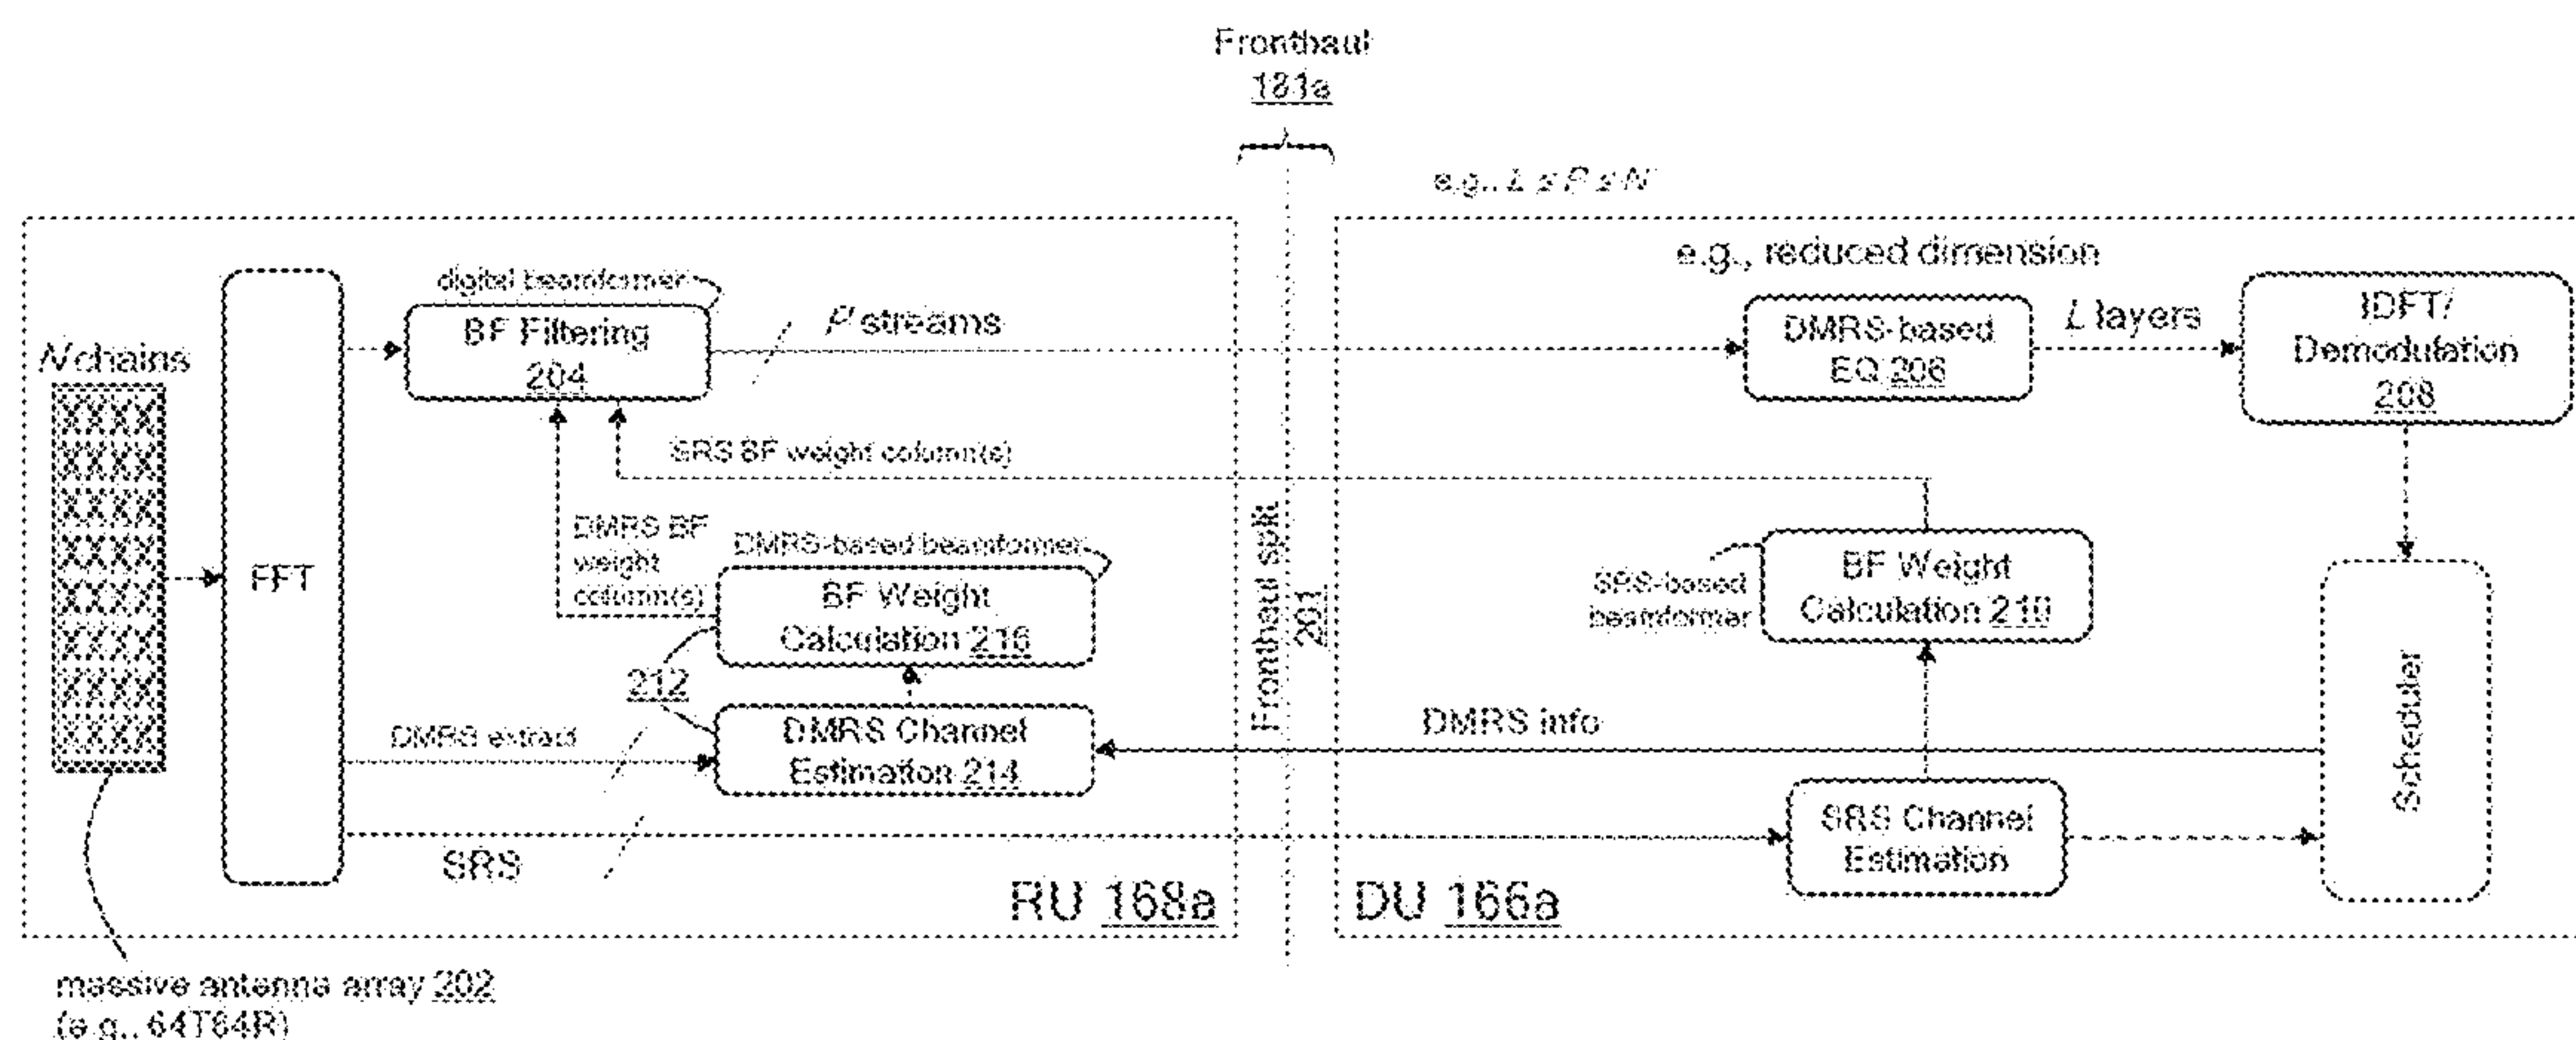 Fronthaul
181a
e.g., L ≤ P ≤ N
e.g., reduced dimension
digital beamformer
BF Filtering
204
P streams
DMRS-based
EQ 206
L layers
IDFT/
Demodulation
208
N chains
FFT
SRS BF weight column(s)
DMRS BF
weight
column(s)
DMRS-based beamformer
BF Weight
Calculation 216
212
Fronthaul split
201
SRS-based
beamformer
BF Weight
Calculation 210
DMRS extract
DMRS Channel
Estimation 214
DMRS info
Scheduler
SRS
SRS Channel
Estimation
RU 168a
DU 166a
massive antenna array 202
(e.g., 64T64R)